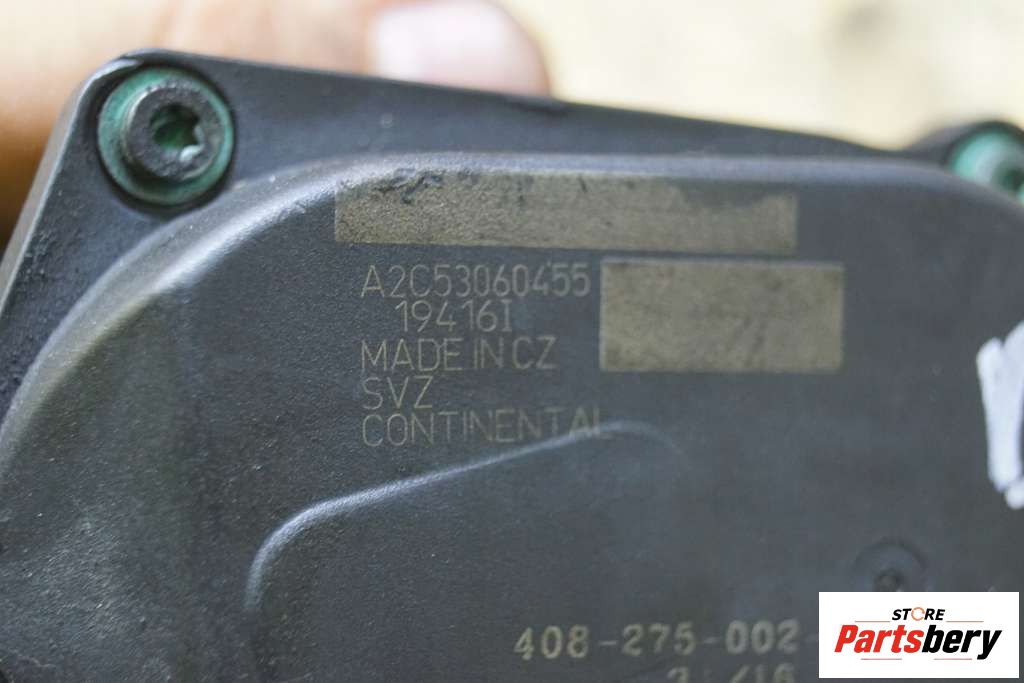 A2C53060455
19416I
MADE IN CZ
SVZ
CONTINENTAL
408-275-002-
STORE
Partsbery